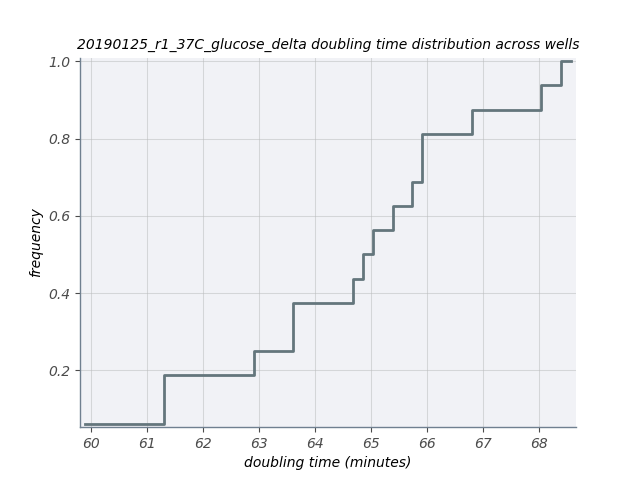 20190125_r1_37C_glucose_delta doubling time distribution across wells
1.0
0.8
0.6
0.4
0.2
frequency
60 61 62 63 64 65 66 67 68
doubling time (minutes)